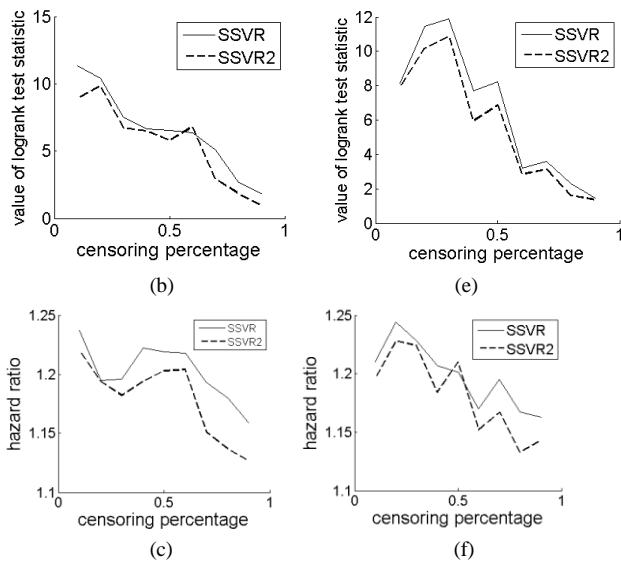 value of logrank test statistic
15
10
5
0
0
0.5
1
SSVR
SSVR2
censoring percentage
(b)
value of logrank test statistic
12
10
8
6
4
2
0
0
0.5
1
SSVR
SSVR2
censoring percentage
(e)
hazard ratio
1.25
1.2
1.15
1.1
0
0.5
1
SSVR
SSVR2
censoring percentage
(c)
hazard ratio
1.25
1.2
1.15
1.1
0
0.5
1
SSVR
SSVR2
censoring percentage
(f)